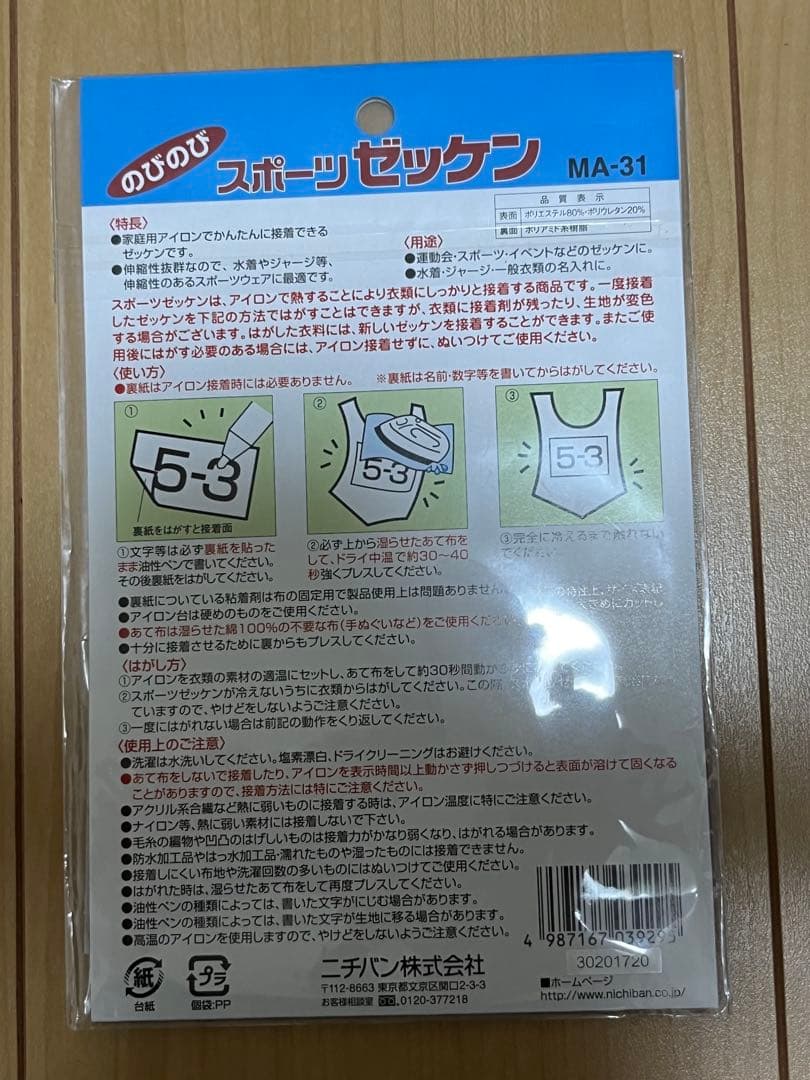 のびのび
スポーツゼッケン MA-31
品質表示
表面 ポリエステル80%・ポリウレタン20%
裏面 ポリアミド系樹脂
〈特長〉
●家庭用アイロンでかんたんに接着できる
ゼッケンです。
●伸縮性抜群なので、水着やジャージ等、
伸縮性のあるスポーツウェアに最適です。
〈用途〉
●運動会・スポーツ・イベントなどのゼッケンに。
●水着・ジャージ・一般衣類の名入れに。
スポーツゼッケンは、アイロンで熱することにより衣類にしっかりと接着する商品です。一度接着
したゼッケンを下記の方法ではがすことはできますが、衣類に接着剤が残ったり、生地が変色
する場合がございます。はがした衣料には、新しいゼッケンを接着することができます。またご使
用後にはがす必要のある場合には、アイロン接着せずに、ぬいつけてご使用ください。
〈使い方〉
●裏紙はアイロン接着時には必要ありません。 ※裏紙は名前・数字等を書いてからはがしてください。
① ② ③
5-3 5-3 5-3
裏紙をはがすと接着面
①文字等は必ず裏紙を貼った
まま油性ペンで書いてください。
その後裏紙をはがしてください。
②必ず上から湿らせたあて布を
して、ドライ中温で約30〜40
秒強くプレスしてください。
③完全に冷えるまで触れない
でください。
●裏紙についている粘着剤は布の固定用で製品使用上は問題ありません
の特性上、サイズ表記
●アイロン台は硬めのものをご使用ください。
大きめにカットし
●あて布は湿らせた綿100%の不要な布(手ぬぐいなど)をご使用ください
●十分に接着させるために裏からもプレスしてください。
〈はがし方〉
①アイロンを衣類の素材の適温にセットし、あて布をして約30秒間動か
②スポーツゼッケンが冷えないうちに衣類からはがしてください。この際、
ていますので、やけどをしないようご注意ください。
③一度にはがれない場合は前記の動作をくり返してください。
〈使用上のご注意〉
●洗濯は水洗いしてください。塩素漂白、ドライクリーニングはお避けください。
●あて布をしないで接着したり、アイロンを表示時間以上動かさず押しつづけると表面が溶けて固くなる
ことがありますので、接着方法には特にご注意ください。
●アクリル系合繊など熱に弱いものに接着する時は、アイロン温度に特にご注意ください。
●ナイロン等、熱に弱い素材には接着しないで下さい。
●毛糸の編物や凹凸のはげしいものは接着力がかなり弱くなり、はがれる場合があります。
●防水加工品やはっ水加工品・濡れたものや湿ったものには接着できません。
●接着しにくい布地や洗濯回数の多いものにはぬいつけてご使用ください。
●はがれた時は、湿らせたあて布をして再度プレスしてください。
●油性ペンの種類によっては、書いた文字がにじむ場合があります。
●油性ペンの種類によっては、書いた文字が生地に移る場合があります。
●高温のアイロンを使用しますので、やけどをしないようご注意ください。
4 987167 039295
30201720
紙
台紙
プラ
個袋:PP
ニチバン株式会社
〒112-8663 東京都文京区関口2-3-3
お客様相談室 0120-377218
■ホームページ
http://www.nichiban.co.jp/